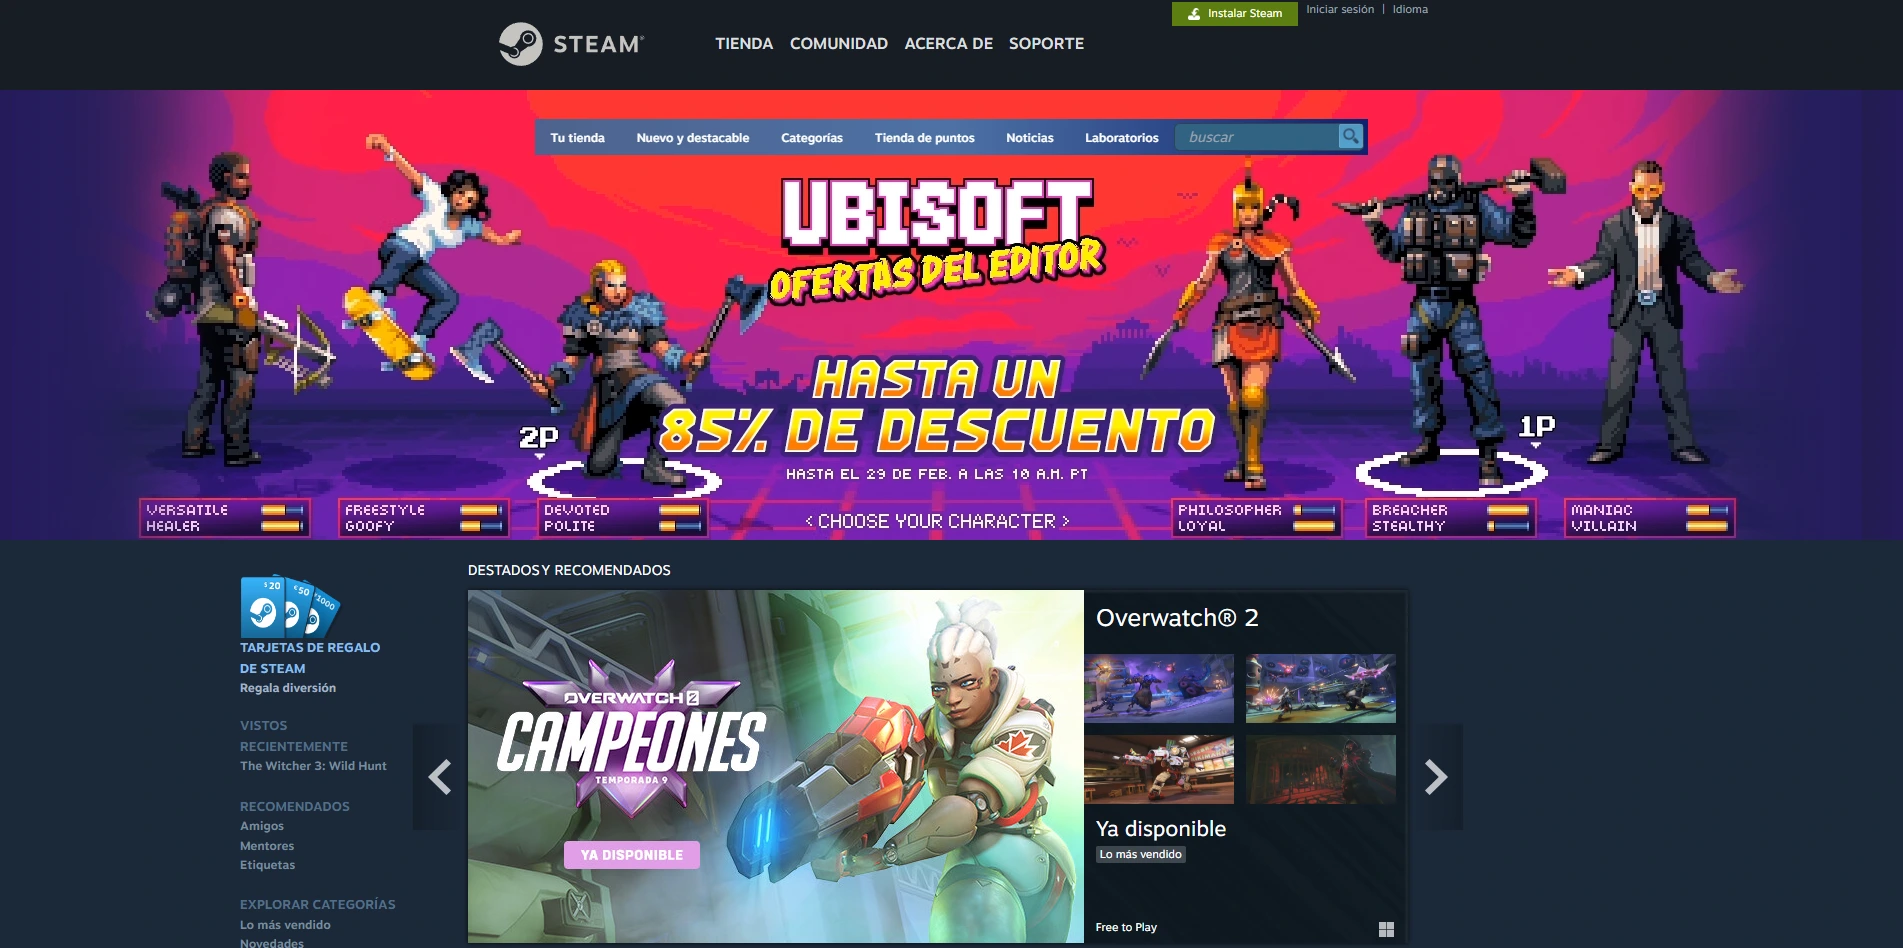 Instalar Steam
Iniciar sesión | Idioma
STEAM®
TIENDA COMUNIDAD ACERCA DE SOPORTE
Tu tienda Nuevo y destacable Categorías Tienda de puntos Noticias Laboratorios buscar
UBISOFT
OFERTAS DEL EDITOR
HASTA UN
85% DE DESCUENTO
2P
1P
HASTA EL 29 DE FEB. A LAS 10 A.M. PT
VERSATILE
HEALER
FREESTYLE
GOOFY
DEVOTED
POLITE
< CHOOSE YOUR CHARACTER >
PHILOSOPHER
LOYAL
BREACHER
STEALTHY
MANIAC
VILLAIN
$20 €50 ₽1000
TARJETAS DE REGALO
DE STEAM
Regala diversión
VISTOS
RECIENTEMENTE
The Witcher 3: Wild Hunt
RECOMENDADOS
Amigos
Mentores
Etiquetas
EXPLORAR CATEGORÍAS
Lo más vendido
Novedades
DESTADOS Y RECOMENDADOS
OVERWATCH 2
CAMPEONES
TEMPORADA 9
YA DISPONIBLE
Overwatch® 2
Ya disponible
Lo más vendido
Free to Play